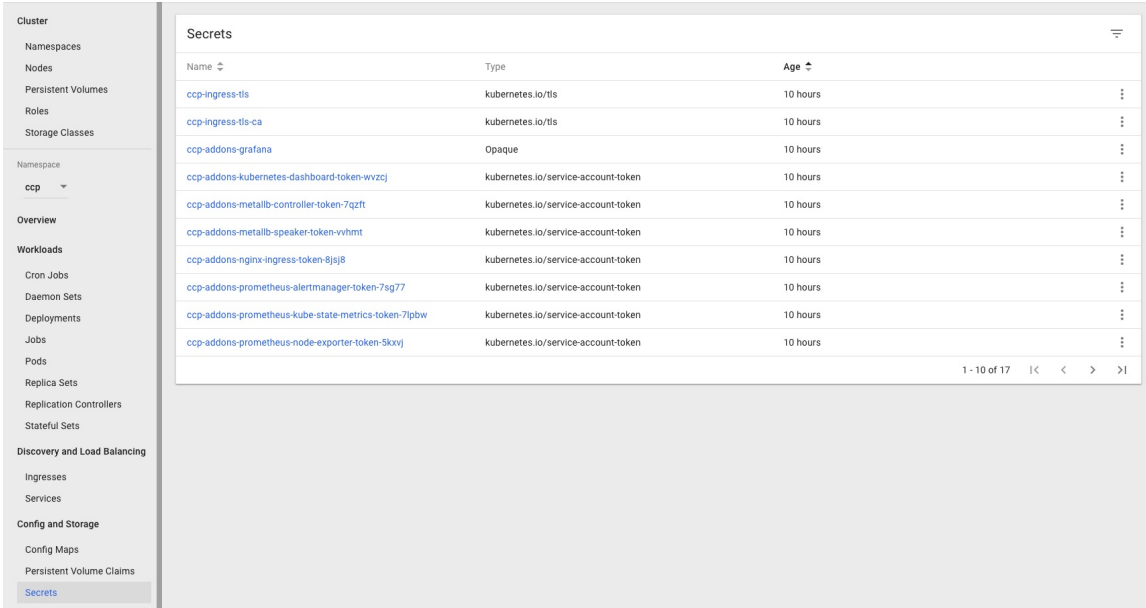 Cluster
Namespaces
Nodes
Persistent Volumes
Roles
Storage Classes
Namespace
ccp
Overview
Workloads
Cron Jobs
Daemon Sets
Deployments
Jobs
Pods
Replica Sets
Replication Controllers
Stateful Sets
Discovery and Load Balancing
Ingresses
Services
Config and Storage
Config Maps
Persistent Volume Claims
Secrets
Secrets
Name Type Age
ccp-ingress-tls kubernetes.io/tls 10 hours
ccp-ingress-tls-ca kubernetes.io/tls 10 hours
ccp-addons-grafana Opaque 10 hours
ccp-addons-kubernetes-dashboard-token-wvzcj kubernetes.io/service-account-token 10 hours
ccp-addons-metallb-controller-token-7qzft kubernetes.io/service-account-token 10 hours
ccp-addons-metallb-speaker-token-vvhmt kubernetes.io/service-account-token 10 hours
ccp-addons-nginx-ingress-token-8jsj8 kubernetes.io/service-account-token 10 hours
ccp-addons-prometheus-alertmanager-token-7sg77 kubernetes.io/service-account-token 10 hours
ccp-addons-prometheus-kube-state-metrics-token-7lpbw kubernetes.io/service-account-token 10 hours
ccp-addons-prometheus-node-exporter-token-5kxvj kubernetes.io/service-account-token 10 hours
1 - 10 of 17